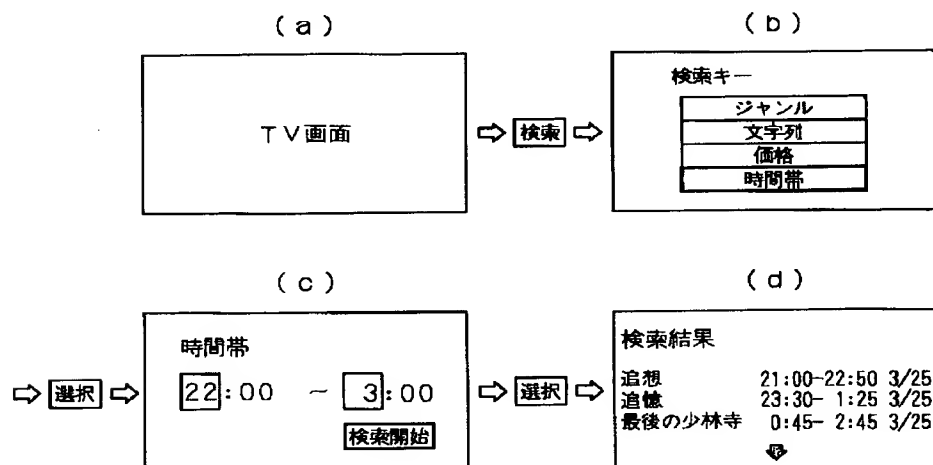 (a)
TV画面
検索
(b)
検索キー
ジャンル
文字列
価格
時間帯
選択
(c)
時間帯
22:00 ~ 3:00
検索開始
選択
(d)
検索結果
追想 21:00-22:50 3/25
追憶 23:30- 1:25 3/25
最後の少林寺 0:45- 2:45 3/25